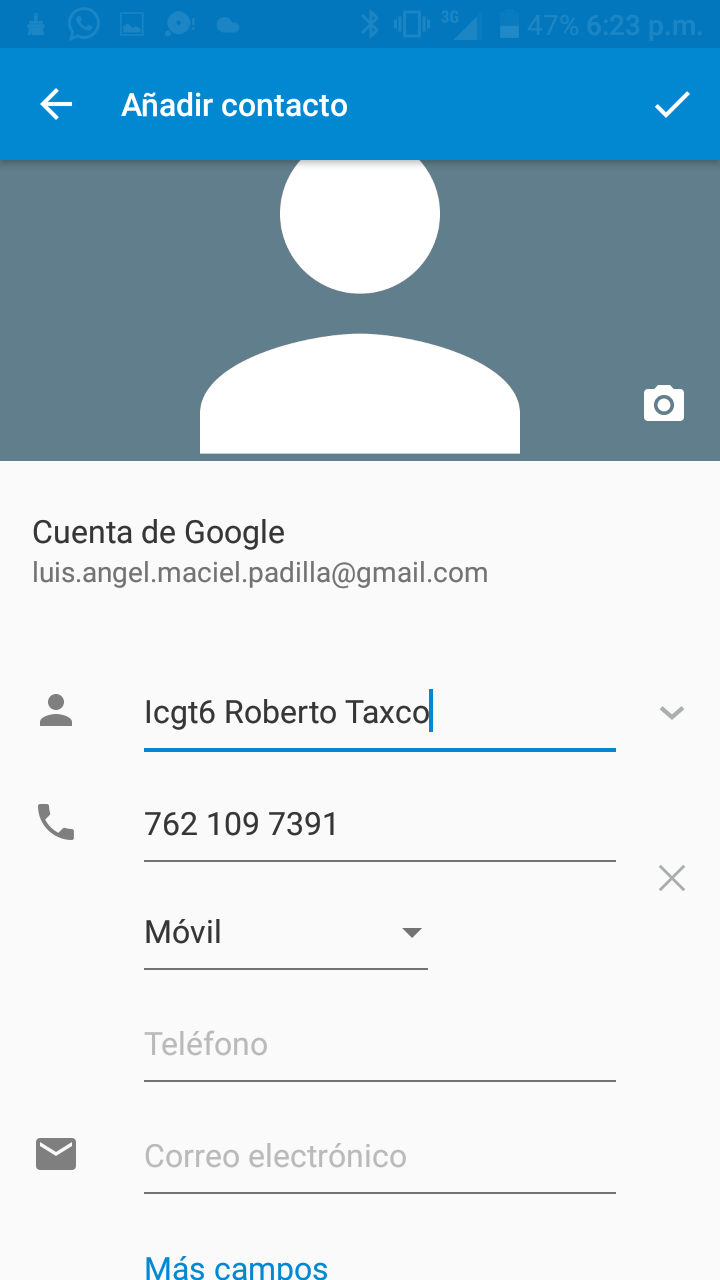 3G 47% 6:23 p.m.
Añadir contacto
Cuenta de Google
luis.angel.maciel.padilla@gmail.com
Icgt6 Roberto Taxco
762 109 7391
Móvil
Teléfono
Correo electrónico
Más campos